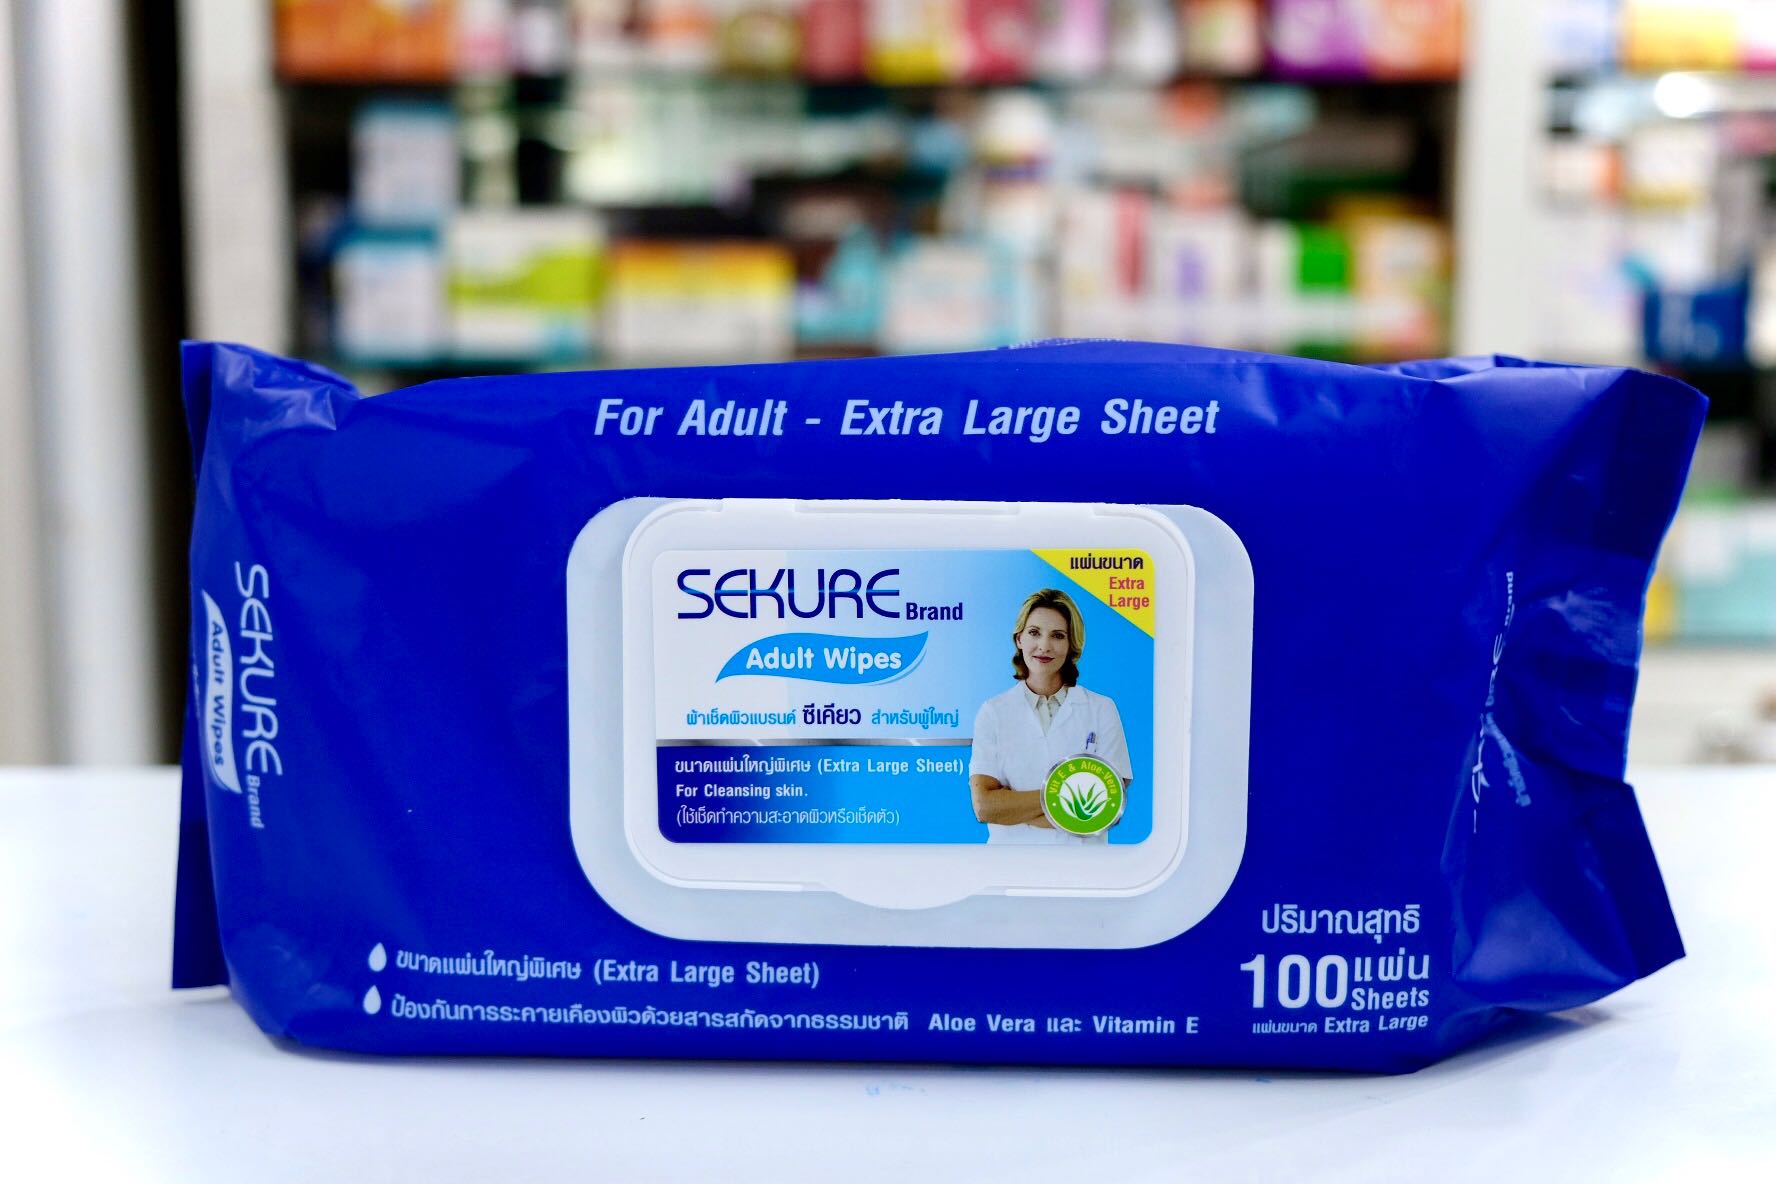 For Adult - Extra Large Sheet
SEKURE Brand
Adult Wipes
แผ่นขนาด
Extra
Large
SEKURE Brand
Adult Wipes
ผ้าเช็ดผิวแบรนด์ ซีเคียว สำหรับผู้ใหญ่
ขนาดแผ่นใหญ่พิเศษ (Extra Large Sheet)
For Cleansing skin.
(ใช้เช็ดทำความสะอาดผิวหรือเช็ดตัว)
Vit E & Aloe-Vera
ขนาดแผ่นใหญ่พิเศษ (Extra Large Sheet)
ป้องกันการระคายเคืองผิวด้วยสารสกัดจากธรรมชาติ Aloe Vera และ Vitamin E
ปริมาณสุทธิ
100 แผ่น
Sheets
แผ่นขนาด Extra Large
Brand